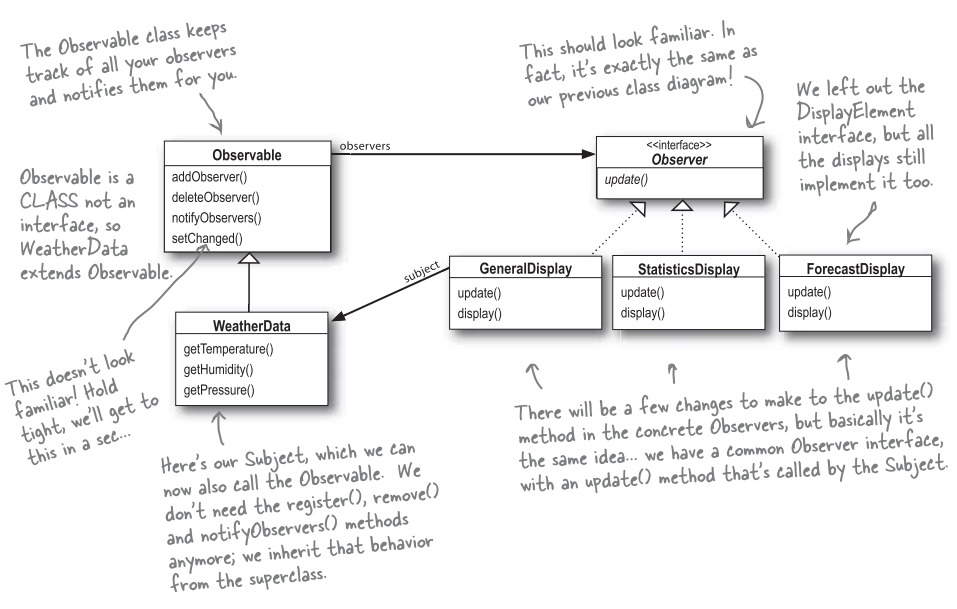 The Observable class keeps
track of all your observers
and notifies them for you.
This should look familiar. In
fact, it's exactly the same as
our previous class diagram!
We left out the
DisplayElement
interface, but all
the displays still
implement it too.
Observable is a
CLASS not an
interface, so
WeatherData
extends Observable.
Observable
addObserver()
deleteObserver()
notifyObservers()
setChanged()
observers
<<interface>>
Observer
update()
subject
GeneralDisplay
update()
display()
StatisticsDisplay
update()
display()
ForecastDisplay
update()
display()
WeatherData
getTemperature()
getHumidity()
getPressure()
This doesn't look
familiar! Hold
tight, we'll get to
this in a sec...
Here's our Subject, which we can
now also call the Observable. We
don't need the register(), remove()
and notifyObservers() methods
anymore; we inherit that behavior
from the superclass.
There will be a few changes to make to the update()
method in the concrete Observers, but basically it's
the same idea... we have a common Observer interface,
with an update() method that's called by the Subject.